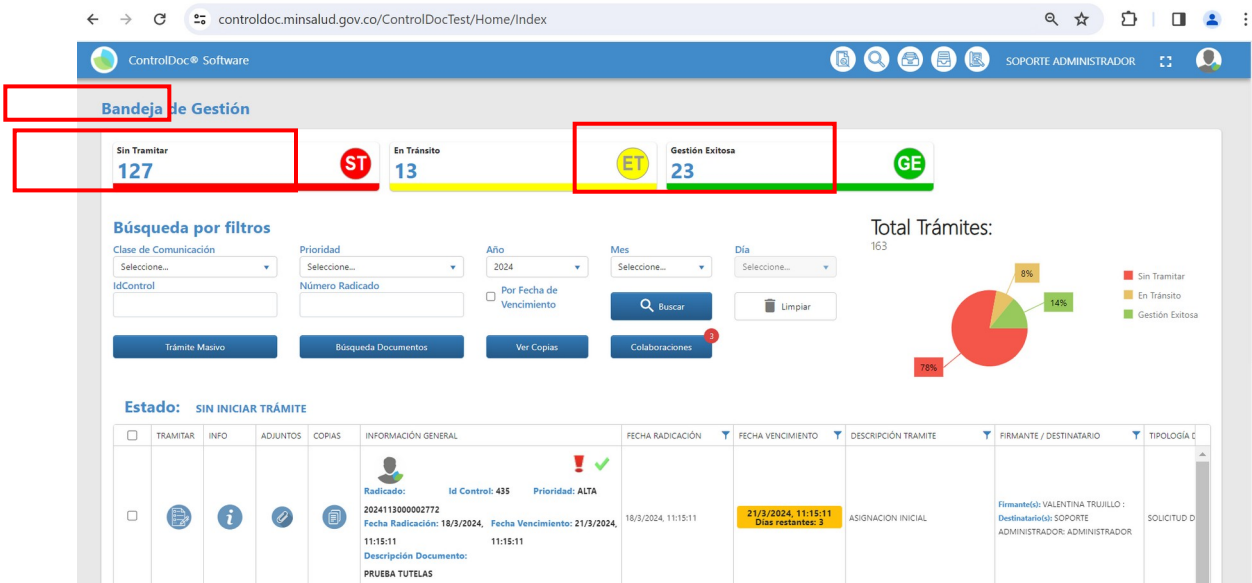 controldoc.minsalud.gov.co/ControlDocTest/Home/Index
ControlDoc® Software
SOPORTE ADMINISTRADOR
Bandeja de Gestión
Sin Tramitar
127
ST
En Tránsito
13
ET
Gestión Exitosa
23
GE
Búsqueda por filtros
Clase de Comunicación
Prioridad
Año
Mes
Día
Seleccione...
Seleccione...
2024
Seleccione...
Seleccione...
IdControl
Número Radicado
Por Fecha de
Vencimiento
Buscar
Limpiar
Trámite Masivo
Búsqueda Documentos
Ver Copias
Colaboraciones
3
Total Trámites:
163
8%
14%
78%
Sin Tramitar
En Tránsito
Gestión Exitosa
Estado: SIN INICIAR TRÁMITE
TRAMITAR INFO ADJUNTOS COPIAS INFORMACIÓN GENERAL FECHA RADICACIÓN FECHA VENCIMIENTO DESCRIPCIÓN TRAMITE FIRMANTE / DESTINATARIO TIPOLOGÍA D
Radicado: Id Control: 435 Prioridad: ALTA
2024113000002772
Fecha Radicación: 18/3/2024, Fecha Vencimiento: 21/3/2024,
11:15:11 11:15:11
Descripción Documento:
PRUEBA TUTELAS
18/3/2024, 11:15:11
21/3/2024, 11:15:11
Días restantes: 3
ASIGNACION INICIAL
Firmante(s): VALENTINA TRUJILLO :
Destinatario(s): SOPORTE
ADMINISTRADOR: ADMINISTRADOR
SOLICITUD D